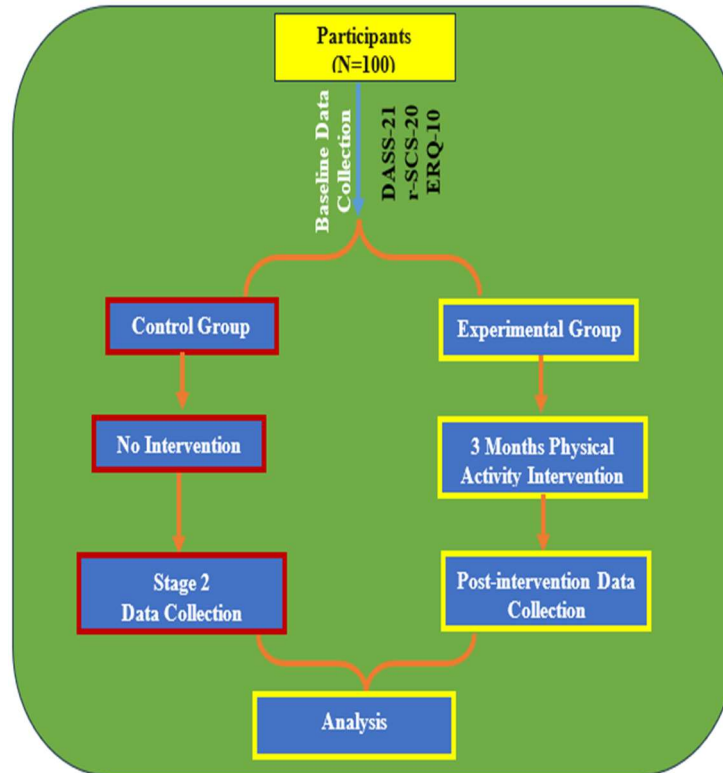 Participants
(N=100)
Baseline Data
Collection
DASS-21
r-SCS-20
ERQ-10
Control Group
Experimental Group
No Intervention
3 Months Physical
Activity Intervention
Stage 2
Data Collection
Post-intervention Data
Collection
Analysis